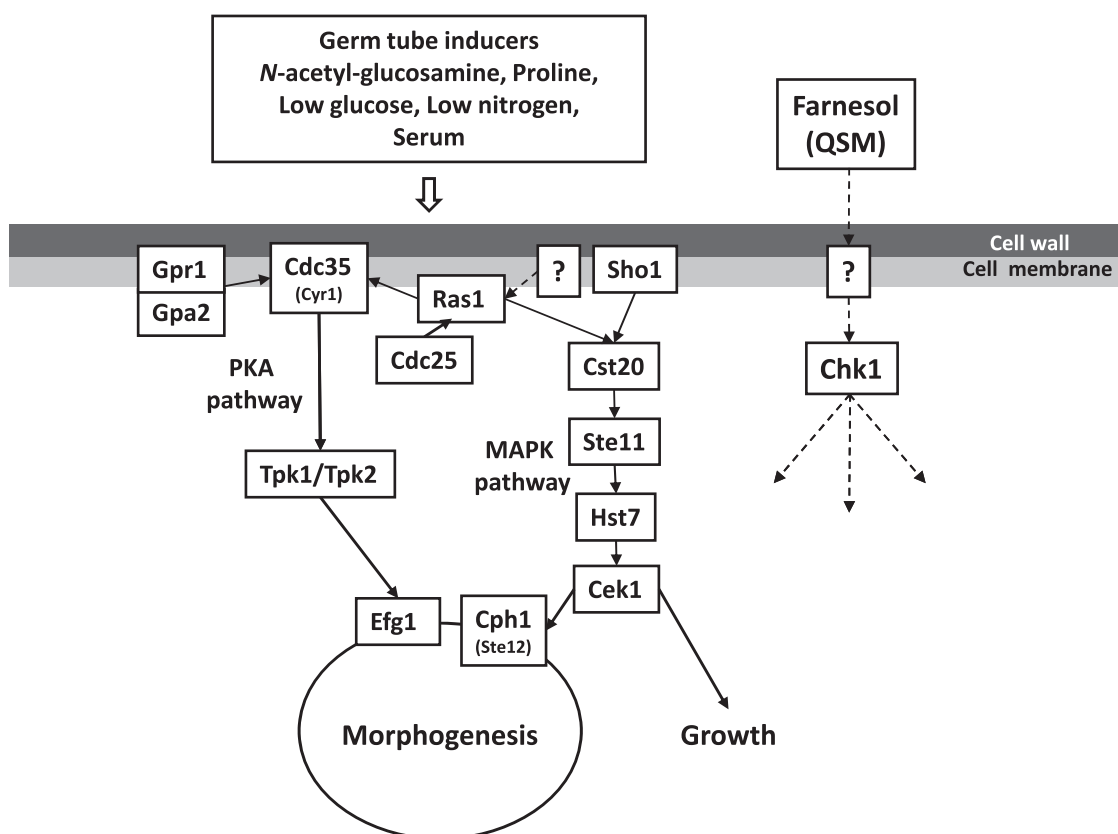 Germ tube inducers
N-acetyl-glucosamine, Proline,
Low glucose, Low nitrogen,
Serum
Farnesol
(QSM)
Cell wall
Cell membrane
Gpr1
Gpa2
Cdc35
(Cyr1)
Ras1
Cdc25
?
Sho1
?
Cst20
Chk1
PKA
pathway
Ste11
MAPK
pathway
Tpk1/Tpk2
Hst7
Cek1
Efg1
Cph1
(Ste12)
Morphogenesis
Growth